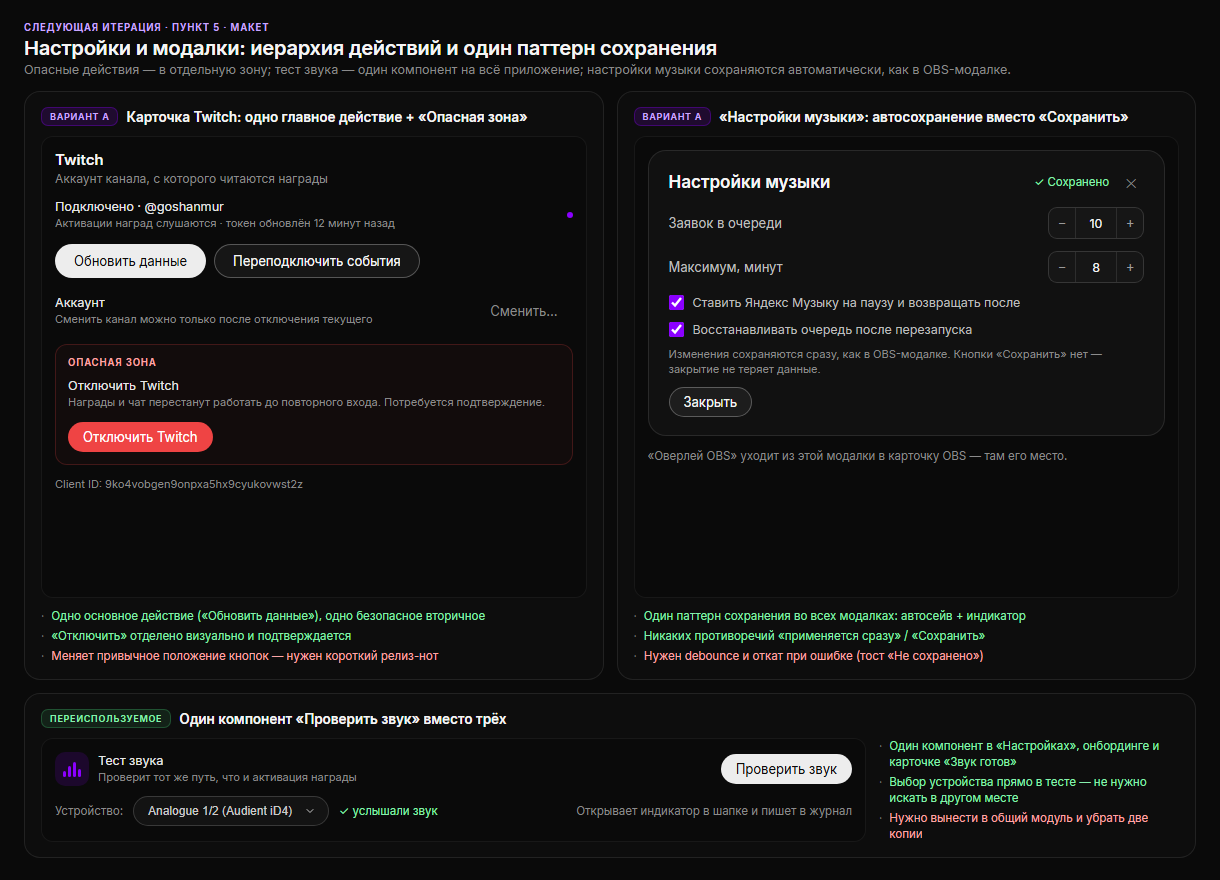 СЛЕДУЮЩАЯ ИТЕРАЦИЯ · ПУНКТ 5 · МАКЕТ
Настройки и модалки: иерархия действий и один паттерн сохранения
Опасные действия — в отдельную зону; тест звука — один компонент на всё приложение; настройки музыки сохраняются автоматически, как в OBS-модалке.
ВАРИАНТ А
Карточка Twitch: одно главное действие + «Опасная зона»
Twitch
Аккаунт канала, с которого читаются награды
Подключено · @goshanmur
Активации наград слушаются · токен обновлён 12 минут назад
Обновить данные
Переподключить события
Аккаунт
Сменить канал можно только после отключения текущего
Сменить...
ОПАСНАЯ ЗОНА
Отключить Twitch
Награды и чат перестанут работать до повторного входа. Потребуется подтверждение.
Отключить Twitch
Client ID: 9ko4vobgen9onpxa5hx9cyukovwst2z
· Одно основное действие («Обновить данные»), одно безопасное вторичное
· «Отключить» отделено визуально и подтверждается
· Меняет привычное положение кнопок — нужен короткий релиз-нот
ВАРИАНТ А
«Настройки музыки»: автосохранение вместо «Сохранить»
Настройки музыки
✓ Сохранено ×
Заявок в очереди
− 10 +
Максимум, минут
− 8 +
Ставить Яндекс Музыку на паузу и возвращать после
Восстанавливать очередь после перезапуска
Изменения сохраняются сразу, как в OBS-модалке. Кнопки «Сохранить» нет —
закрытие не теряет данные.
Закрыть
«Оверлей OBS» уходит из этой модалки в карточку OBS — там его место.
· Один паттерн сохранения во всех модалках: автосейв + индикатор
· Никаких противоречий «применяется сразу» / «Сохранить»
· Нужен debounce и откат при ошибке (тост «Не сохранено»)
ПЕРЕИСПОЛЬЗУЕМОЕ
Один компонент «Проверить звук» вместо трёх
Тест звука
Проверит тот же путь, что и активация награды
Проверить звук
Устройство:
Analogue 1/2 (Audient iD4)
✓ услышали звук
Открывает индикатор в шапке и пишет в журнал
· Один компонент в «Настройках», онбординге и
карточке «Звук готов»
· Выбор устройства прямо в тесте — не нужно
искать в другом месте
· Нужно вынести в общий модуль и убрать две
копии